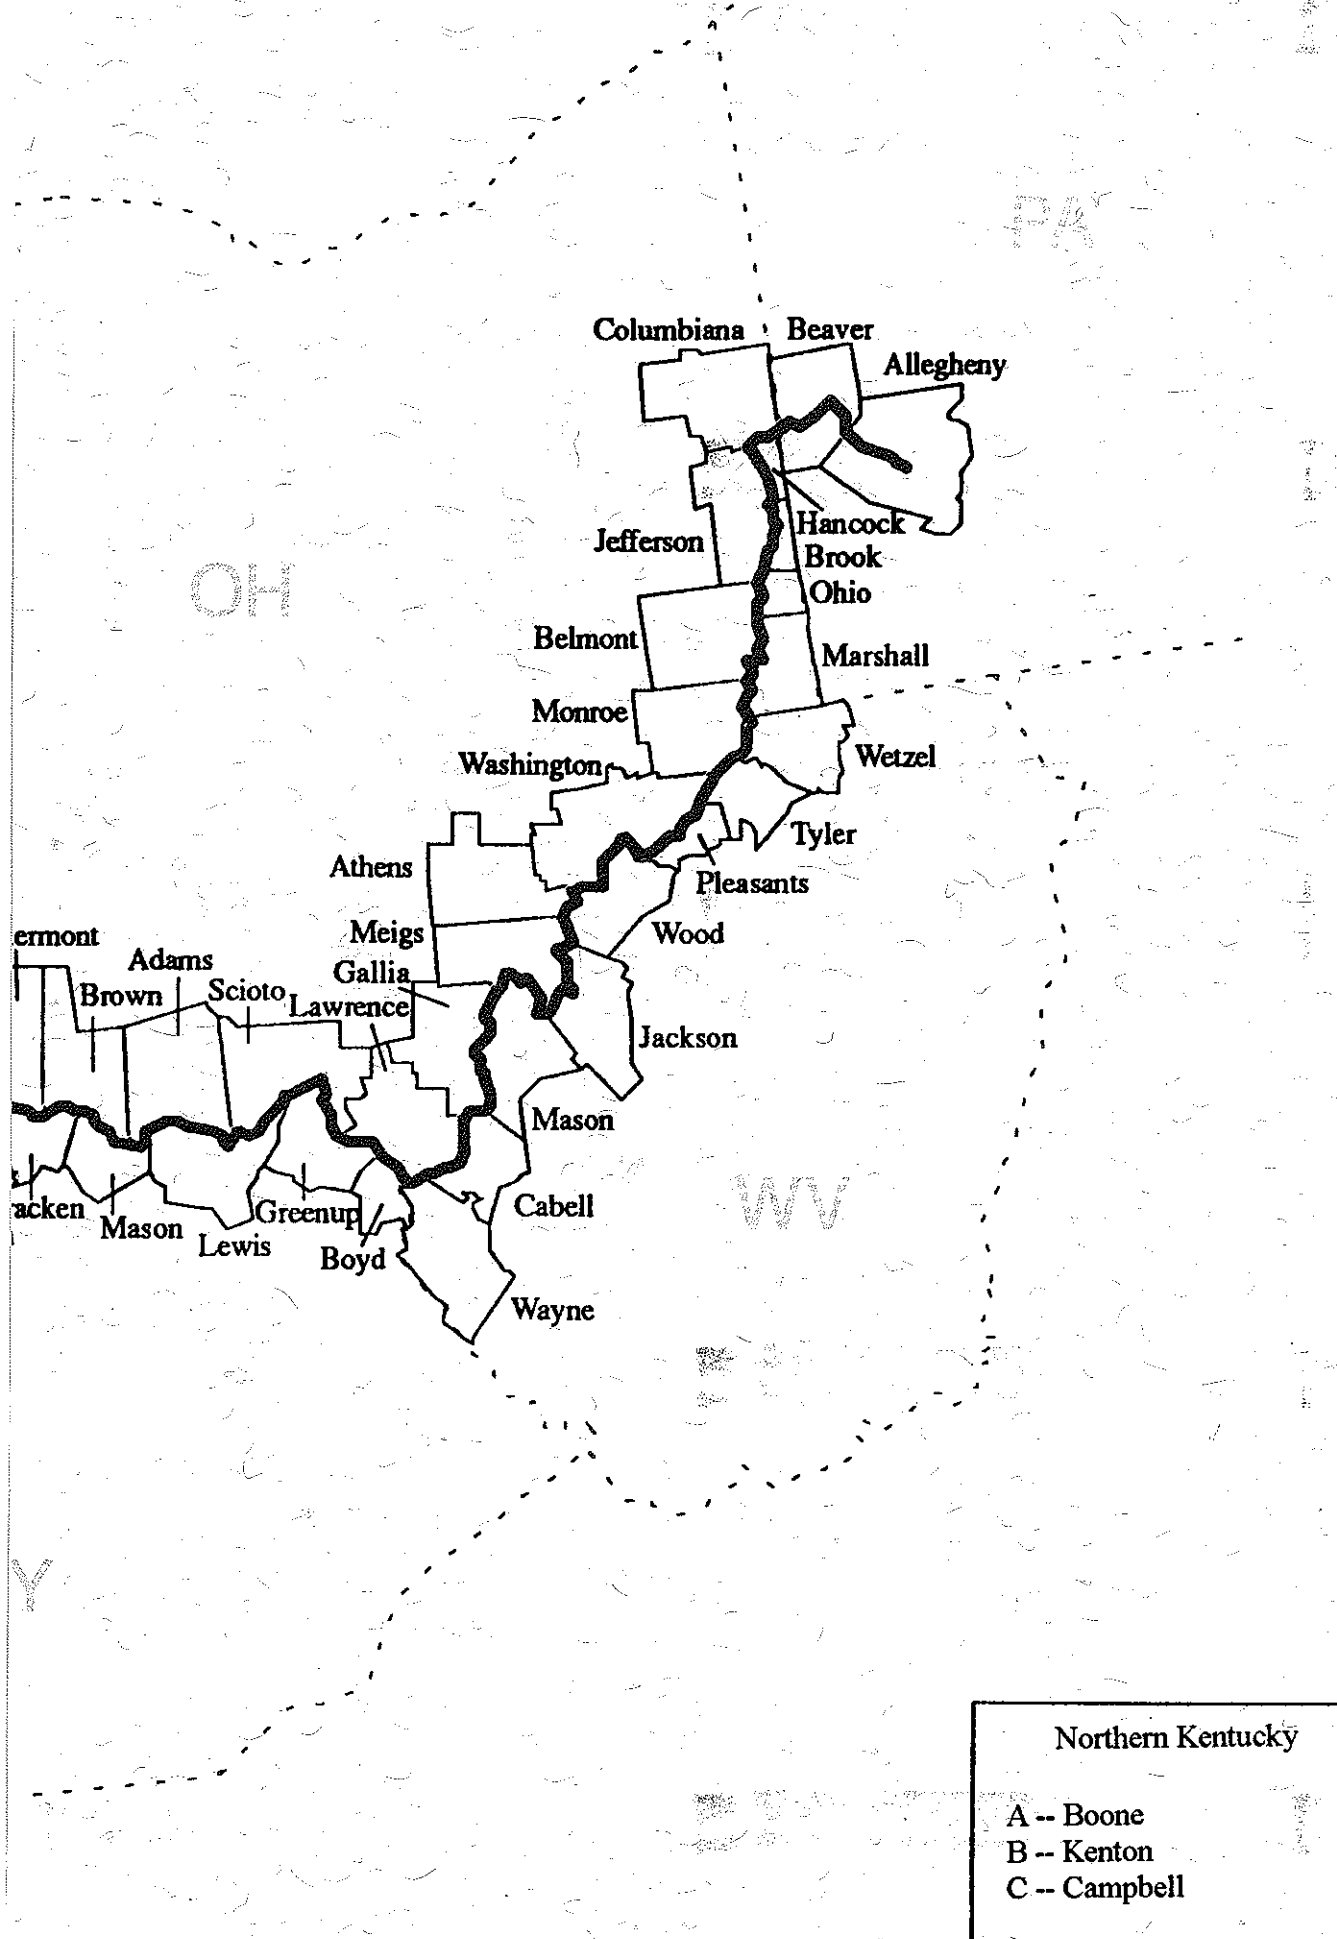 PA
Columbiana
Beaver
Allegheny
Hancock
Jefferson
Brook
OH
Ohio
Belmont
Marshall
Monroe
Wetzel
Washington
Tyler
Athens
Pleasants
Meigs
Wood
ermont
Adams
Gallia
Brown
Scioto
Lawrence
Jackson
Mason
WV
acken
Mason
Greenup
Cabell
Lewis
Boyd
Wayne
Y
Northern Kentucky
A -- Boone
B -- Kenton
C -- Campbell